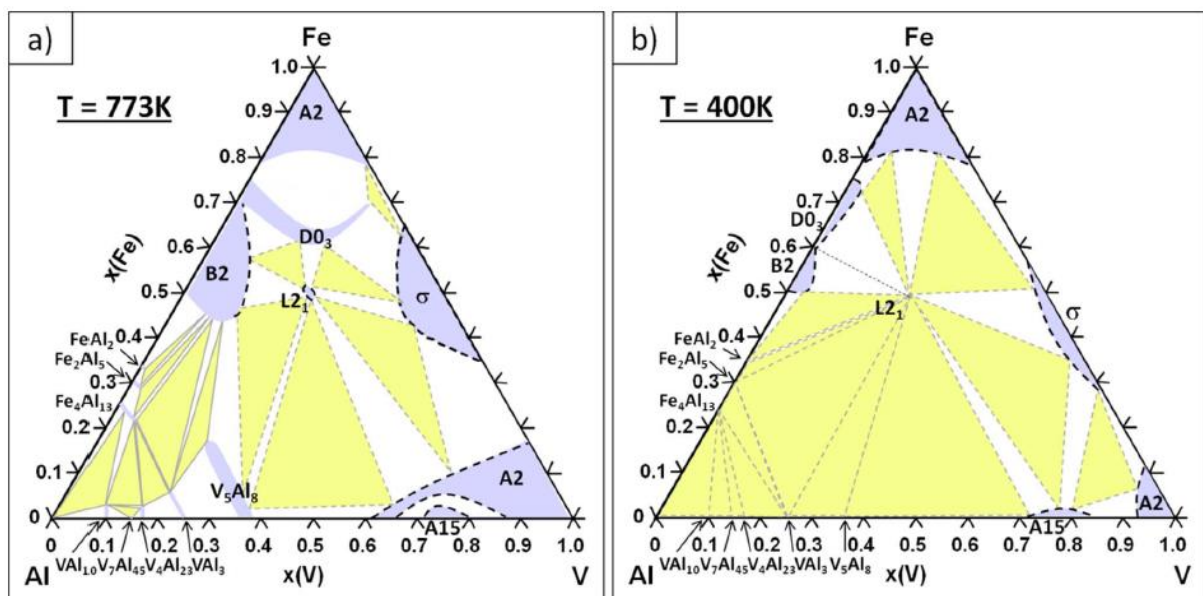 a)
Fe
T = 773K
1.0
0.9
A2
0.8
0.7
D0₃
0.6
x(Fe)
B2
0.5
L2₁
σ
0.4
FeAl₂
Fe₂Al₅
0.3
Fe₄Al₁₃
0.2
0.1
V₅Al₈
A2
A15
0
0 0.1 0.2 0.3 0.4 0.5 0.6 0.7 0.8 0.9 1.0
VAl₁₀ V₇Al₄₅ V₄Al₂₃ VAl₃
Al x(V) V
b)
Fe
T = 400K
1.0
0.9
A2
0.8
0.7
D0₃
0.6
x(Fe)
B2
0.5
L2₁
σ
0.4
FeAl₂
Fe₂Al₅
0.3
Fe₄Al₁₃
0.2
0.1
A2
A15
0
0 0.1 0.2 0.3 0.4 0.5 0.6 0.7 0.8 0.9 1.0
VAl₁₀ V₇Al₄₅ V₄Al₂₃ VAl₃ V₅Al₈
Al x(V) V